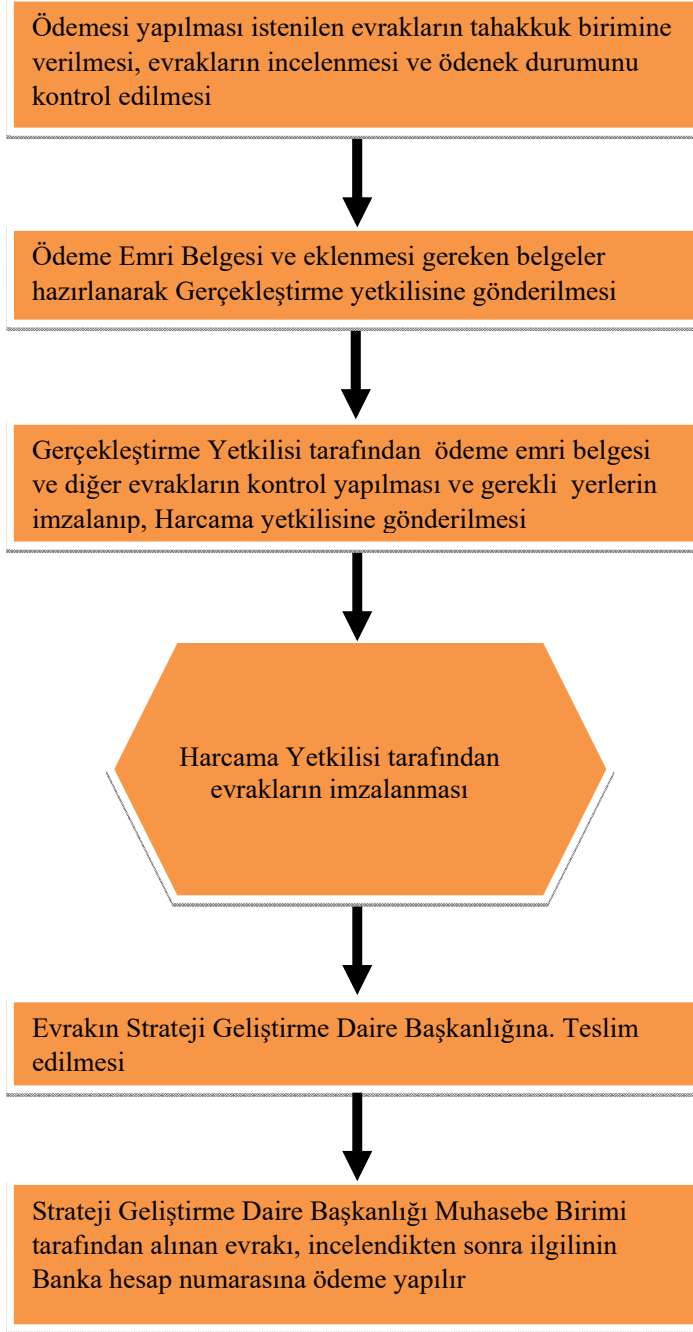 Ödemesi yapılması istenilen evrakların tahakkuk birimine
verilmesi, evrakların incelenmesi ve ödenek durumunu
kontrol edilmesi
Ödeme Emri Belgesi ve eklenmesi gereken belgeler
hazırlanarak Gerçekleştirme yetkilisine gönderilmesi
Gerçekleştirme Yetkilisi tarafından ödeme emri belgesi
ve diğer evrakların kontrol yapılması ve gerekli yerlerin
imzalanıp, Harcama yetkilisine gönderilmesi
Harcama Yetkilisi tarafından
evrakların imzalanması
Evrakın Strateji Geliştirme Daire Başkanlığına. Teslim
edilmesi
Strateji Geliştirme Daire Başkanlığı Muhasebe Birimi
tarafından alınan evrakı, incelendikten sonra ilgilinin
Banka hesap numarasına ödeme yapılır